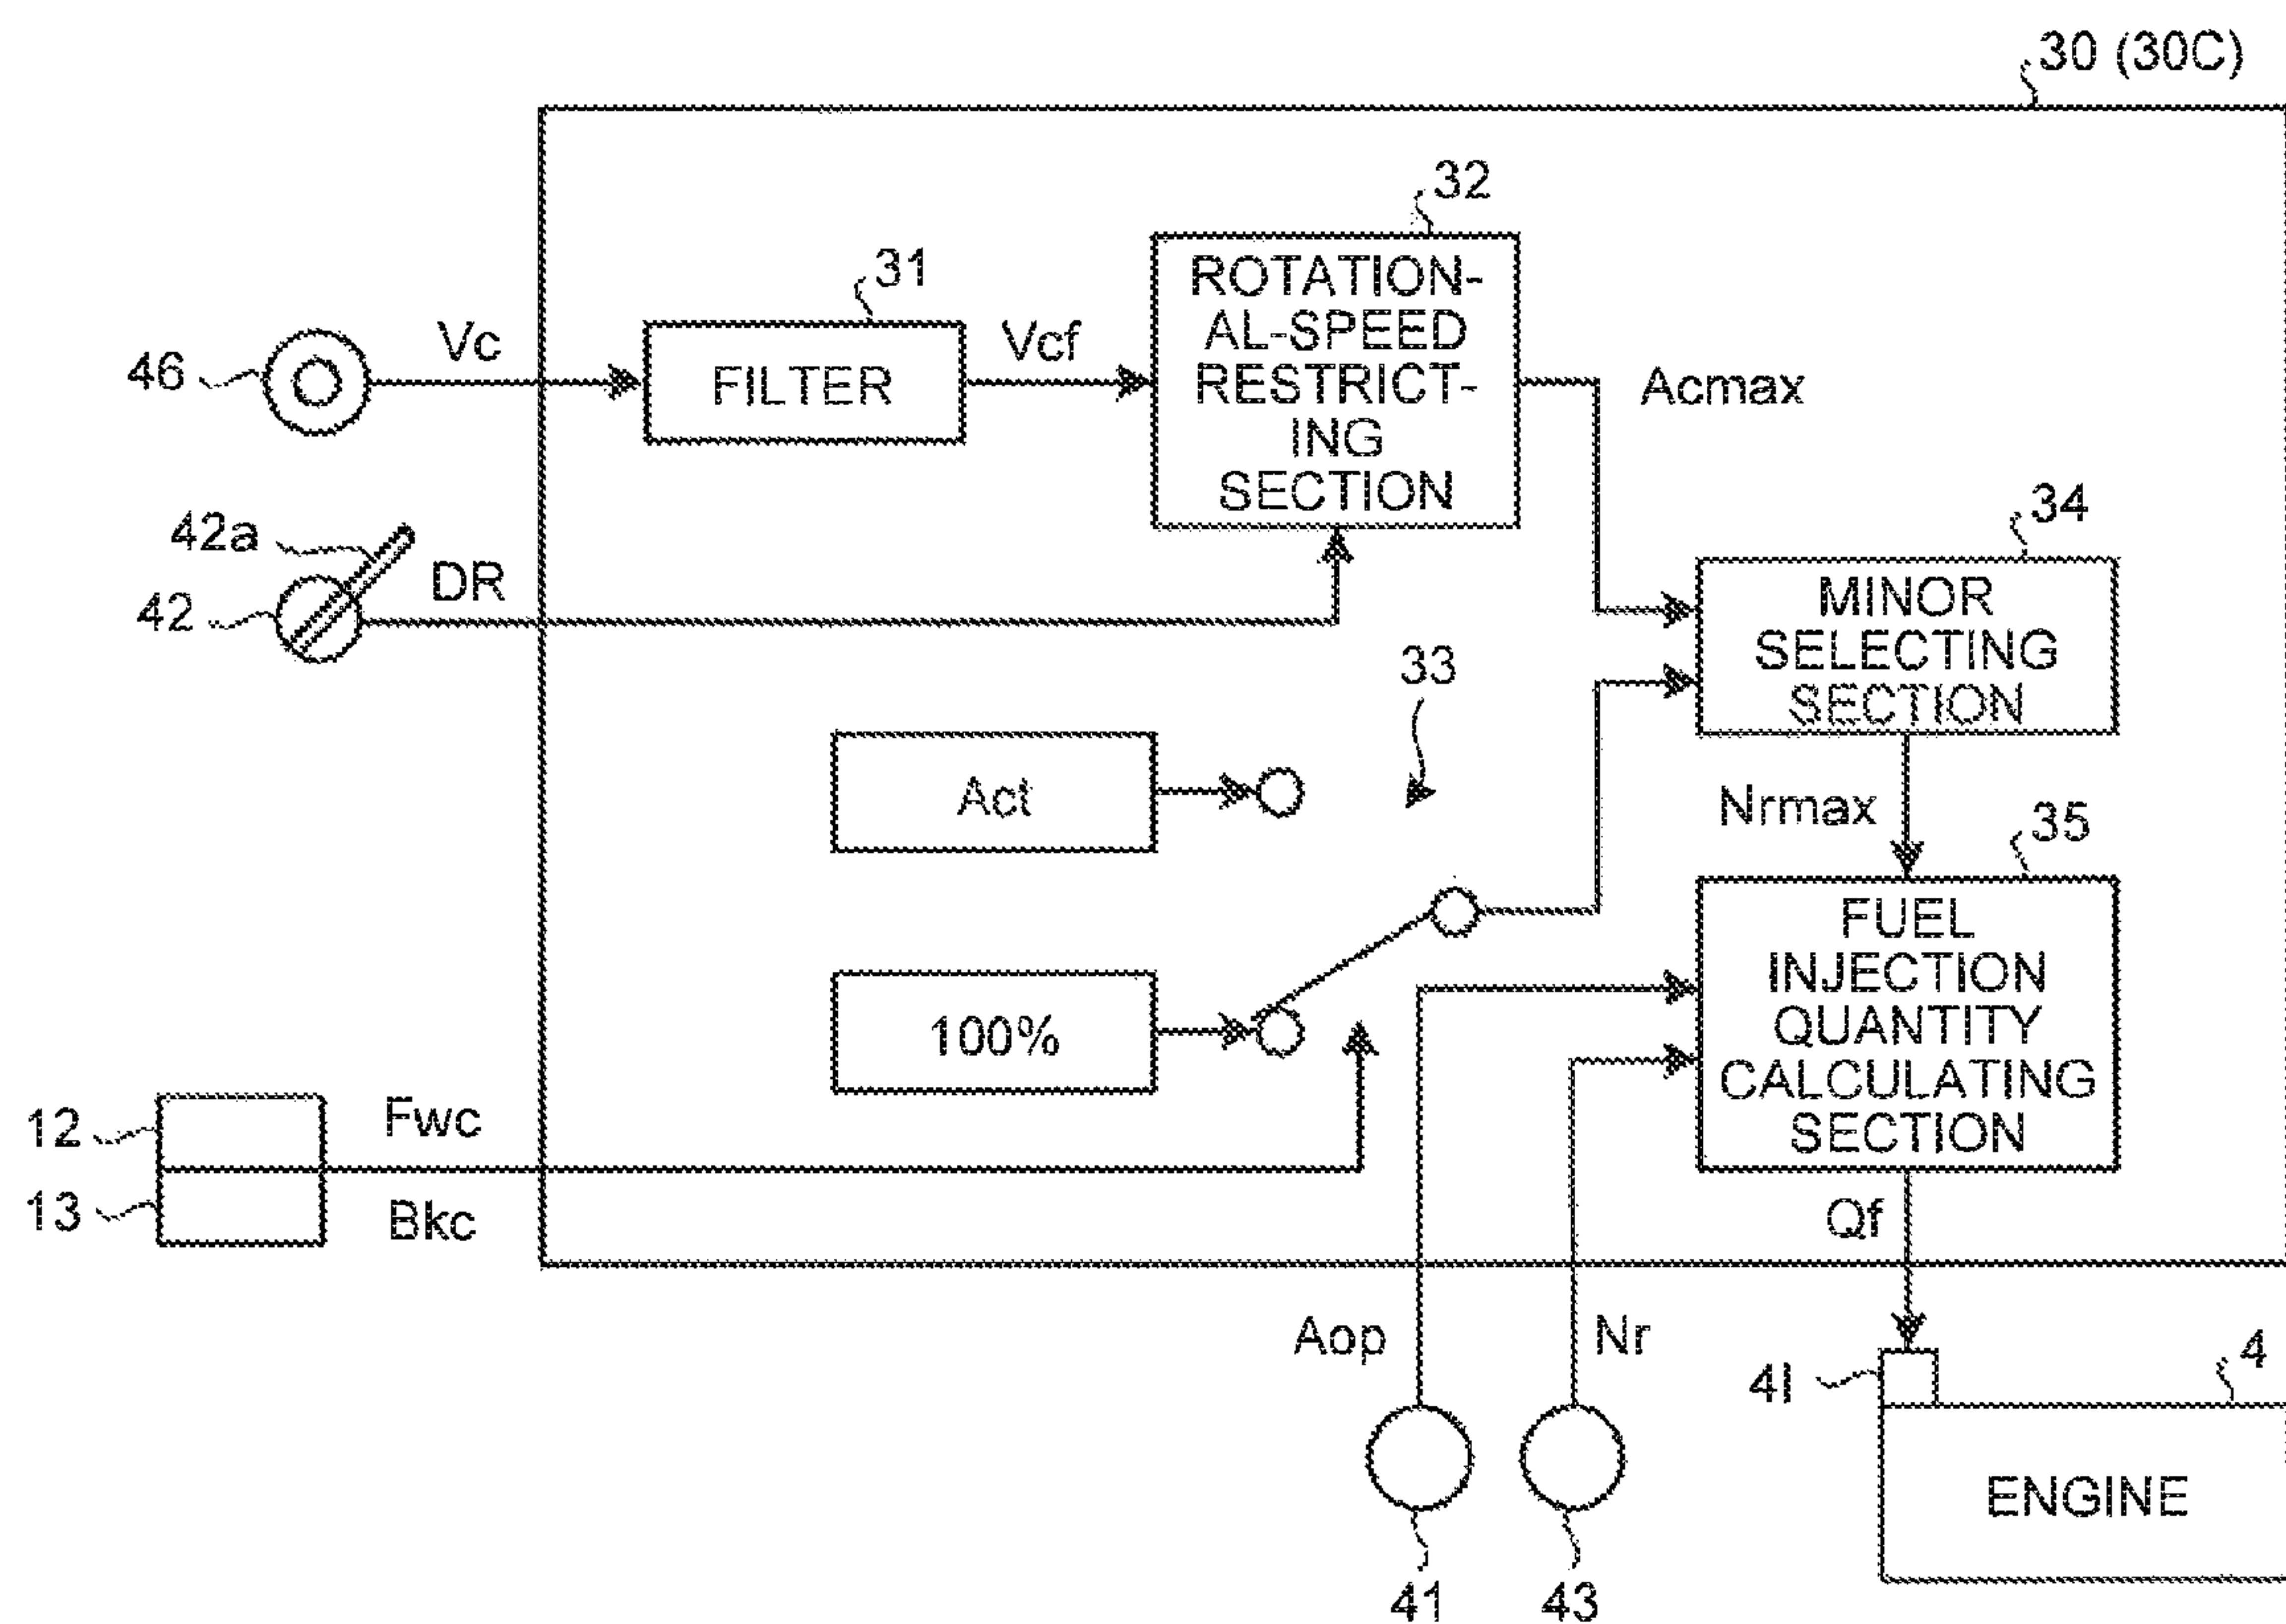 30 (30C)
32
31
ROTATION-
AL-SPEED
RESTRICT-
ING
SECTION
46
Vc
FILTER
Vcf
Acmax
42a
42
DR
34
MINOR
SELECTING
SECTION
33
Act
Nrmax
35
FUEL
INJECTION
QUANTITY
CALCULATING
SECTION
100%
12
Fwc
13
Bkc
Qf
Aop
Nr
4I
4
ENGINE
41
43